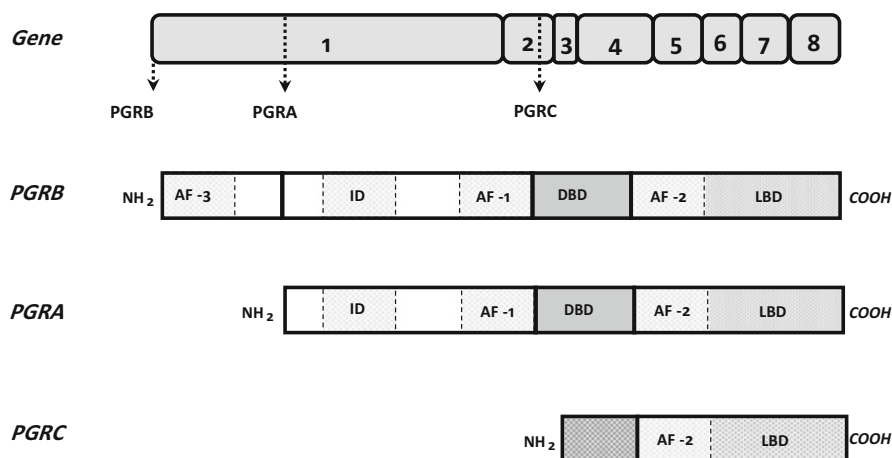 Gene 1 2 3 4 5 6 7 8
PGRB PGRA PGRC
PGRB NH2 AF -3 ID AF -1 DBD AF -2 LBD COOH
PGRA NH2 ID AF -1 DBD AF -2 LBD COOH
PGRC NH2 AF -2 LBD COOH